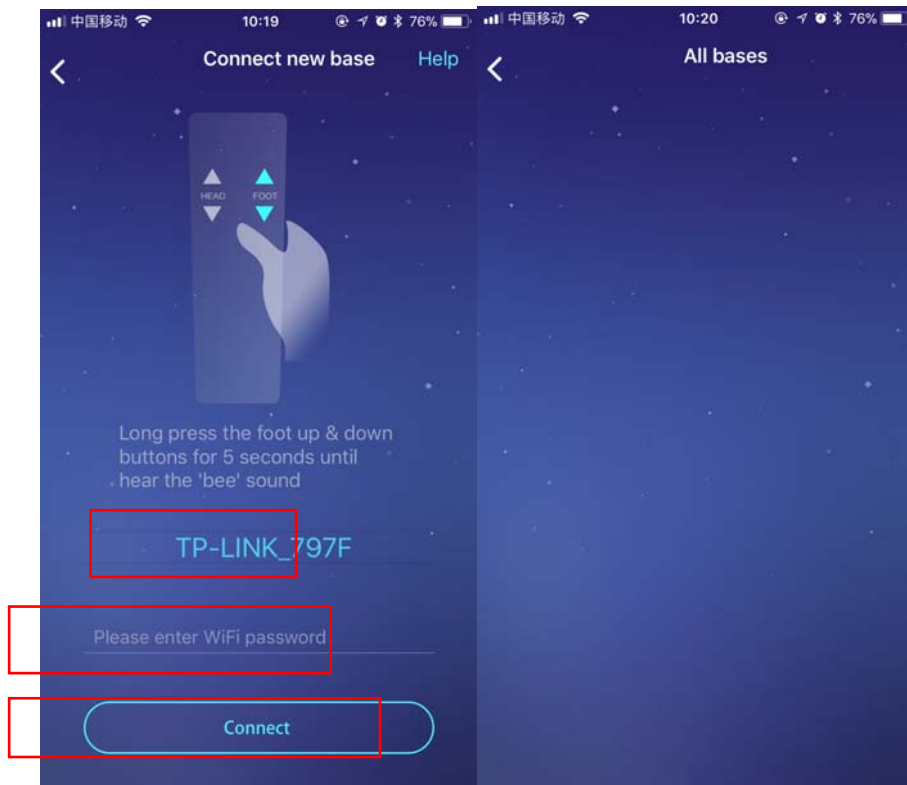 中国移动 10:19 76%
Connect new base Help
HEAD FOOT
Long press the foot up & down
buttons for 5 seconds until
hear the 'bee' sound
TP-LINK_797F
Please enter WiFi password
Connect
中国移动 10:20 76%
All bases